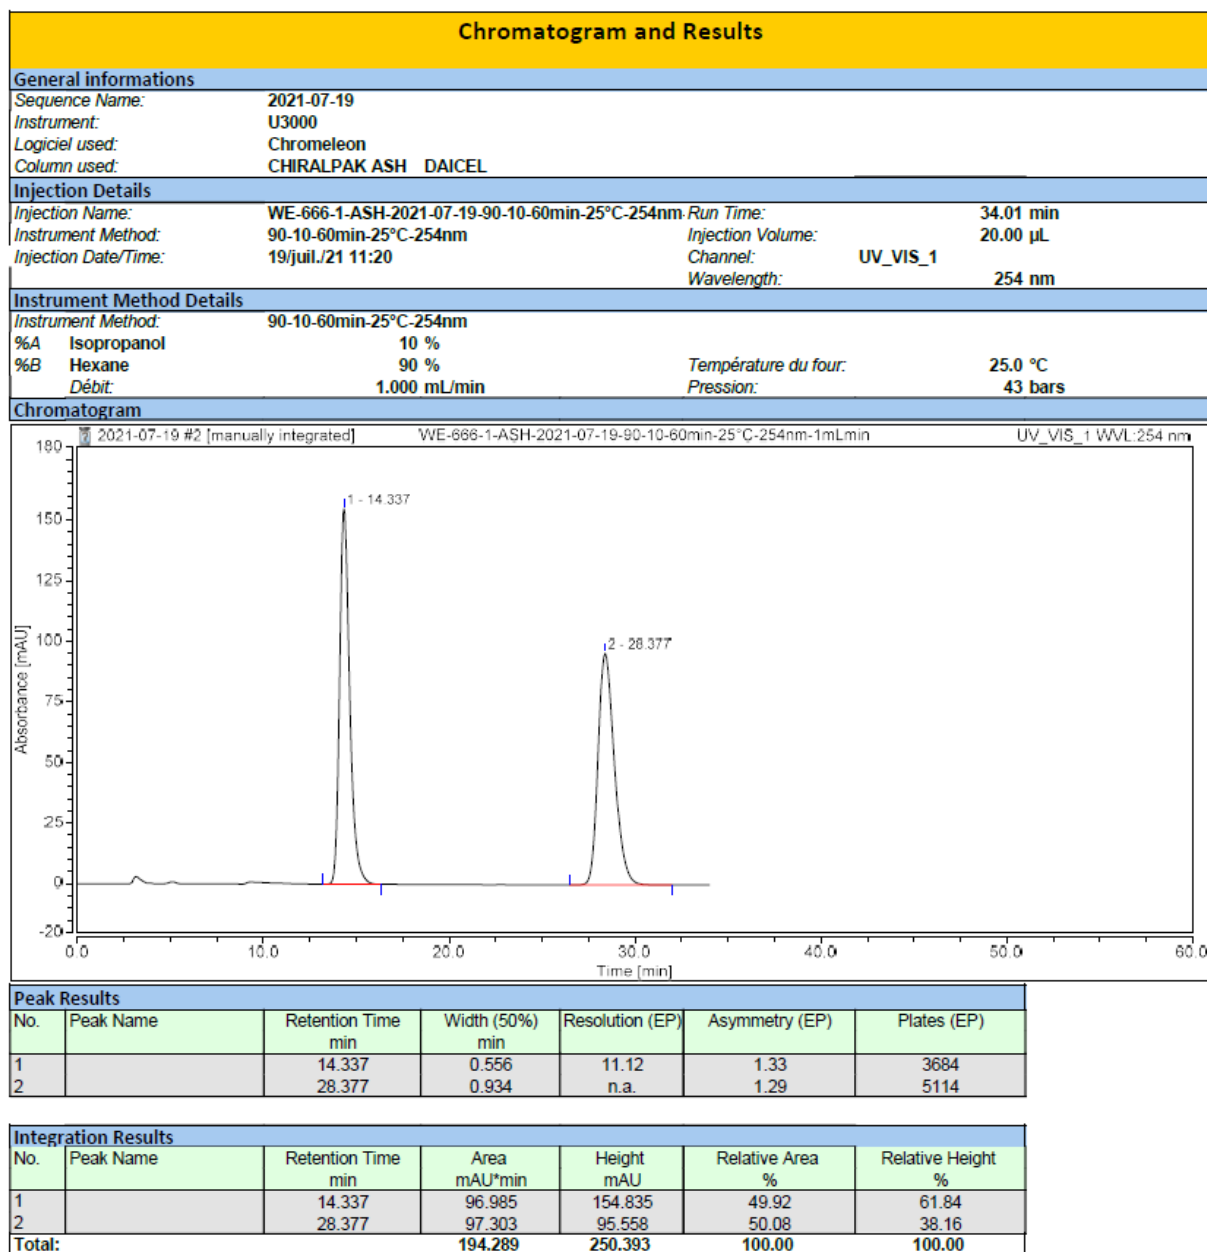 Chromatogram and Results
General informations
Sequence Name: 2021-07-19
Instrument: U3000
Logiciel used: Chromeleon
Column used: CHIRALPAK ASH DAICEL
Injection Details
Injection Name: WE-666-1-ASH-2021-07-19-90-10-60min-25°C-254nm- Run Time: 34.01 min
Instrument Method: 90-10-60min-25°C-254nm Injection Volume: 20.00 µL
Injection Date/Time: 19/juil./21 11:20 Channel: UV_VIS_1
Wavelength: 254 nm
Instrument Method Details
Instrument Method: 90-10-60min-25°C-254nm
%A Isopropanol 10 %
%B Hexane 90 % Température du four: 25.0 °C
Débit: 1.000 mL/min Pression: 43 bars
Chromatogram
2021-07-19 #2 [manually integrated] WE-666-1-ASH-2021-07-19-90-10-60min-25°C-254nm-1mLmin UV_VIS_1 WVL:254 nm
180
150
125
100
75
50
25
0
-20
Absorbance [mAU]
1 - 14.337
2 - 28.377
0.0 10.0 20.0 30.0 40.0 50.0 60.0
Time [min]
Peak Results
No. Peak Name Retention Time Width (50%) Resolution (EP) Asymmetry (EP) Plates (EP)
min min
1 14.337 0.556 11.12 1.33 3684
2 28.377 0.934 n.a. 1.29 5114
Integration Results
No. Peak Name Retention Time Area Height Relative Area Relative Height
min mAU*min mAU % %
1 14.337 96.985 154.835 49.92 61.84
2 28.377 97.303 95.558 50.08 38.16
Total: 194.289 250.393 100.00 100.00